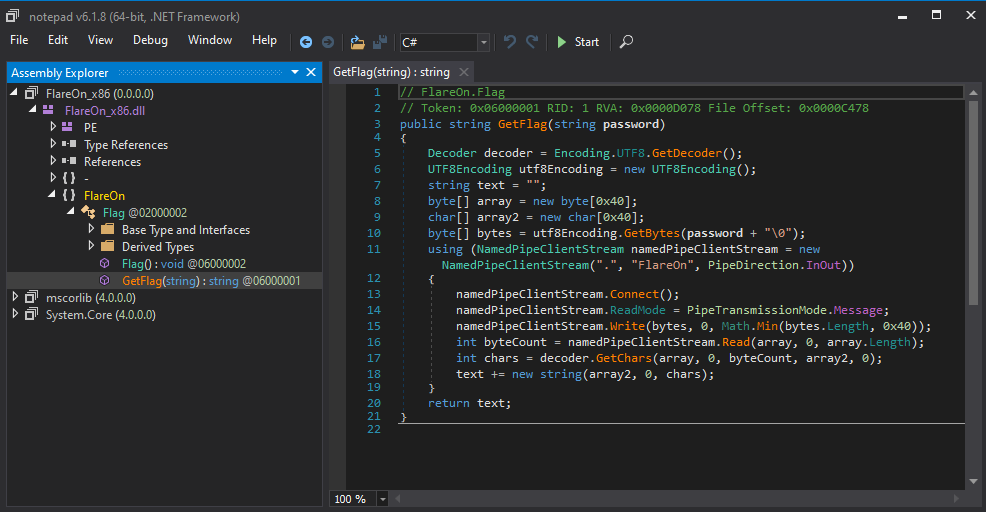 notepad v6.1.8 (64-bit, .NET Framework)
File Edit View Debug Window Help C# Start
Assembly Explorer
FlareOn_x86 (0.0.0.0)
FlareOn_x86.dll
PE
Type References
References
{ } -
{ } FlareOn
Flag @02000002
Base Type and Interfaces
Derived Types
Flag() : void @06000002
GetFlag(string) : string @06000001
mscorlib (4.0.0.0)
System.Core (4.0.0.0)
GetFlag(string) : string
1 // FlareOn.Flag
2 // Token: 0x06000001 RID: 1 RVA: 0x0000D078 File Offset: 0x0000C478
3 public string GetFlag(string password)
4 {
5 Decoder decoder = Encoding.UTF8.GetDecoder();
6 UTF8Encoding utf8Encoding = new UTF8Encoding();
7 string text = "";
8 byte[] array = new byte[0x40];
9 char[] array2 = new char[0x40];
10 byte[] bytes = utf8Encoding.GetBytes(password + "\0");
11 using (NamedPipeClientStream namedPipeClientStream = new
NamedPipeClientStream(".", "FlareOn", PipeDirection.InOut))
12 {
13 namedPipeClientStream.Connect();
14 namedPipeClientStream.ReadMode = PipeTransmissionMode.Message;
15 namedPipeClientStream.Write(bytes, 0, Math.Min(bytes.Length, 0x40));
16 int byteCount = namedPipeClientStream.Read(array, 0, array.Length);
17 int chars = decoder.GetChars(array, 0, byteCount, array2, 0);
18 text += new string(array2, 0, chars);
19 }
20 return text;
21 }
22
100 %